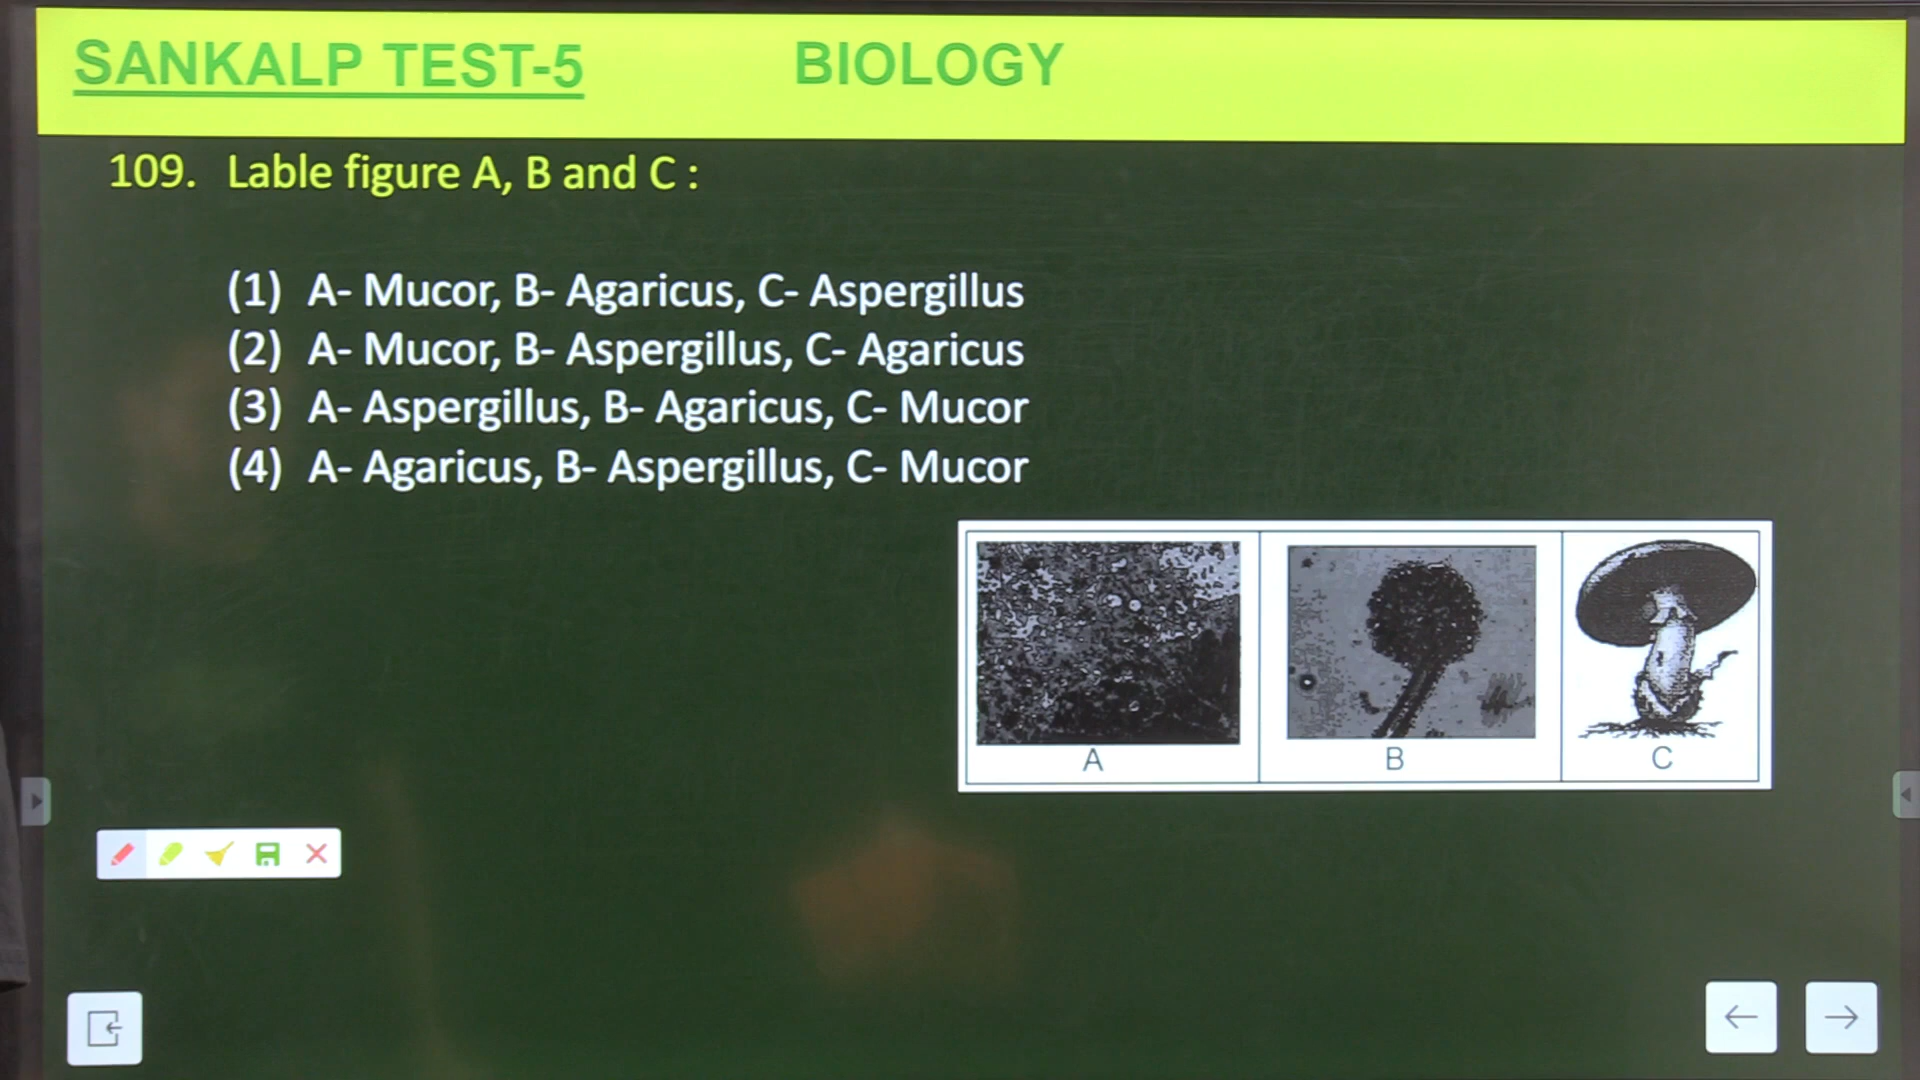 SANKALP TEST-5 BIOLOGY
109. Lable figure A, B and C :
(1) A- Mucor, B- Agaricus, C- Aspergillus
(2) A- Mucor, B- Aspergillus, C- Agaricus
(3) A- Aspergillus, B- Agaricus, C- Mucor
(4) A- Agaricus, B- Aspergillus, C- Mucor
A B C